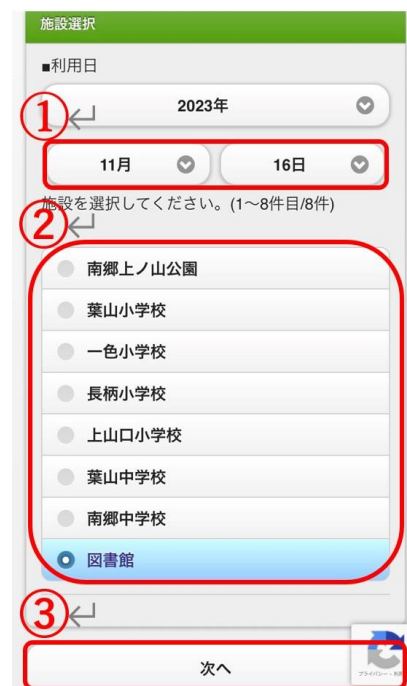 施設選択
■利用日
2023年
①↵
11月 16日
施設を選択してください。(1～8件目/8件)
②↵
南郷上ノ山公園
葉山小学校
一色小学校
長柄小学校
上山口小学校
葉山中学校
南郷中学校
図書館
③↵
次へ